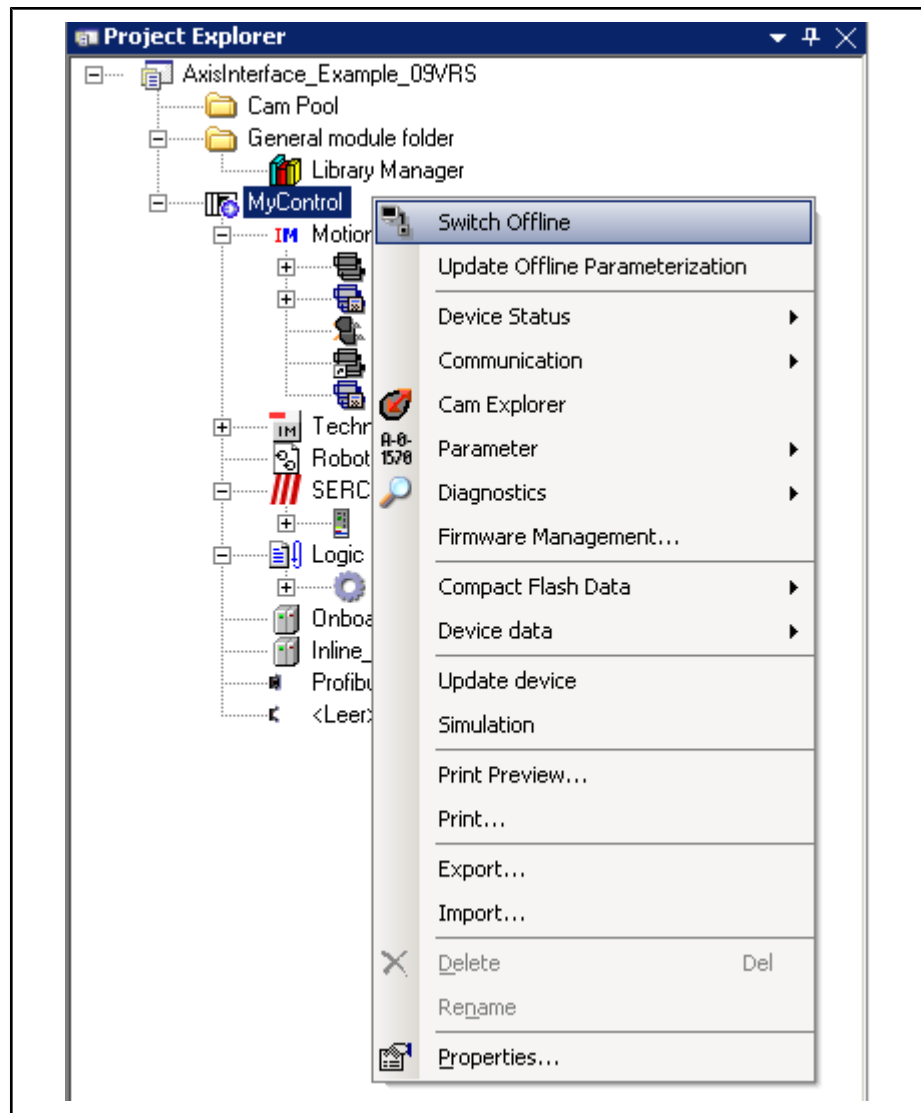 Project Explorer
AxisInterface_Example_09VRS
Cam Pool
General module folder
Library Manager
MyControl
IM Motion
IM Techn
Robot
SERC
Logic
Onboa
Inline_
Profibu
<Leer>
Switch Offline
Update Offline Parameterization
Device Status
Communication
Cam Explorer
A-0-1570 Parameter
Diagnostics
Firmware Management...
Compact Flash Data
Device data
Update device
Simulation
Print Preview...
Print...
Export...
Import...
Delete Del
Rename
Properties...